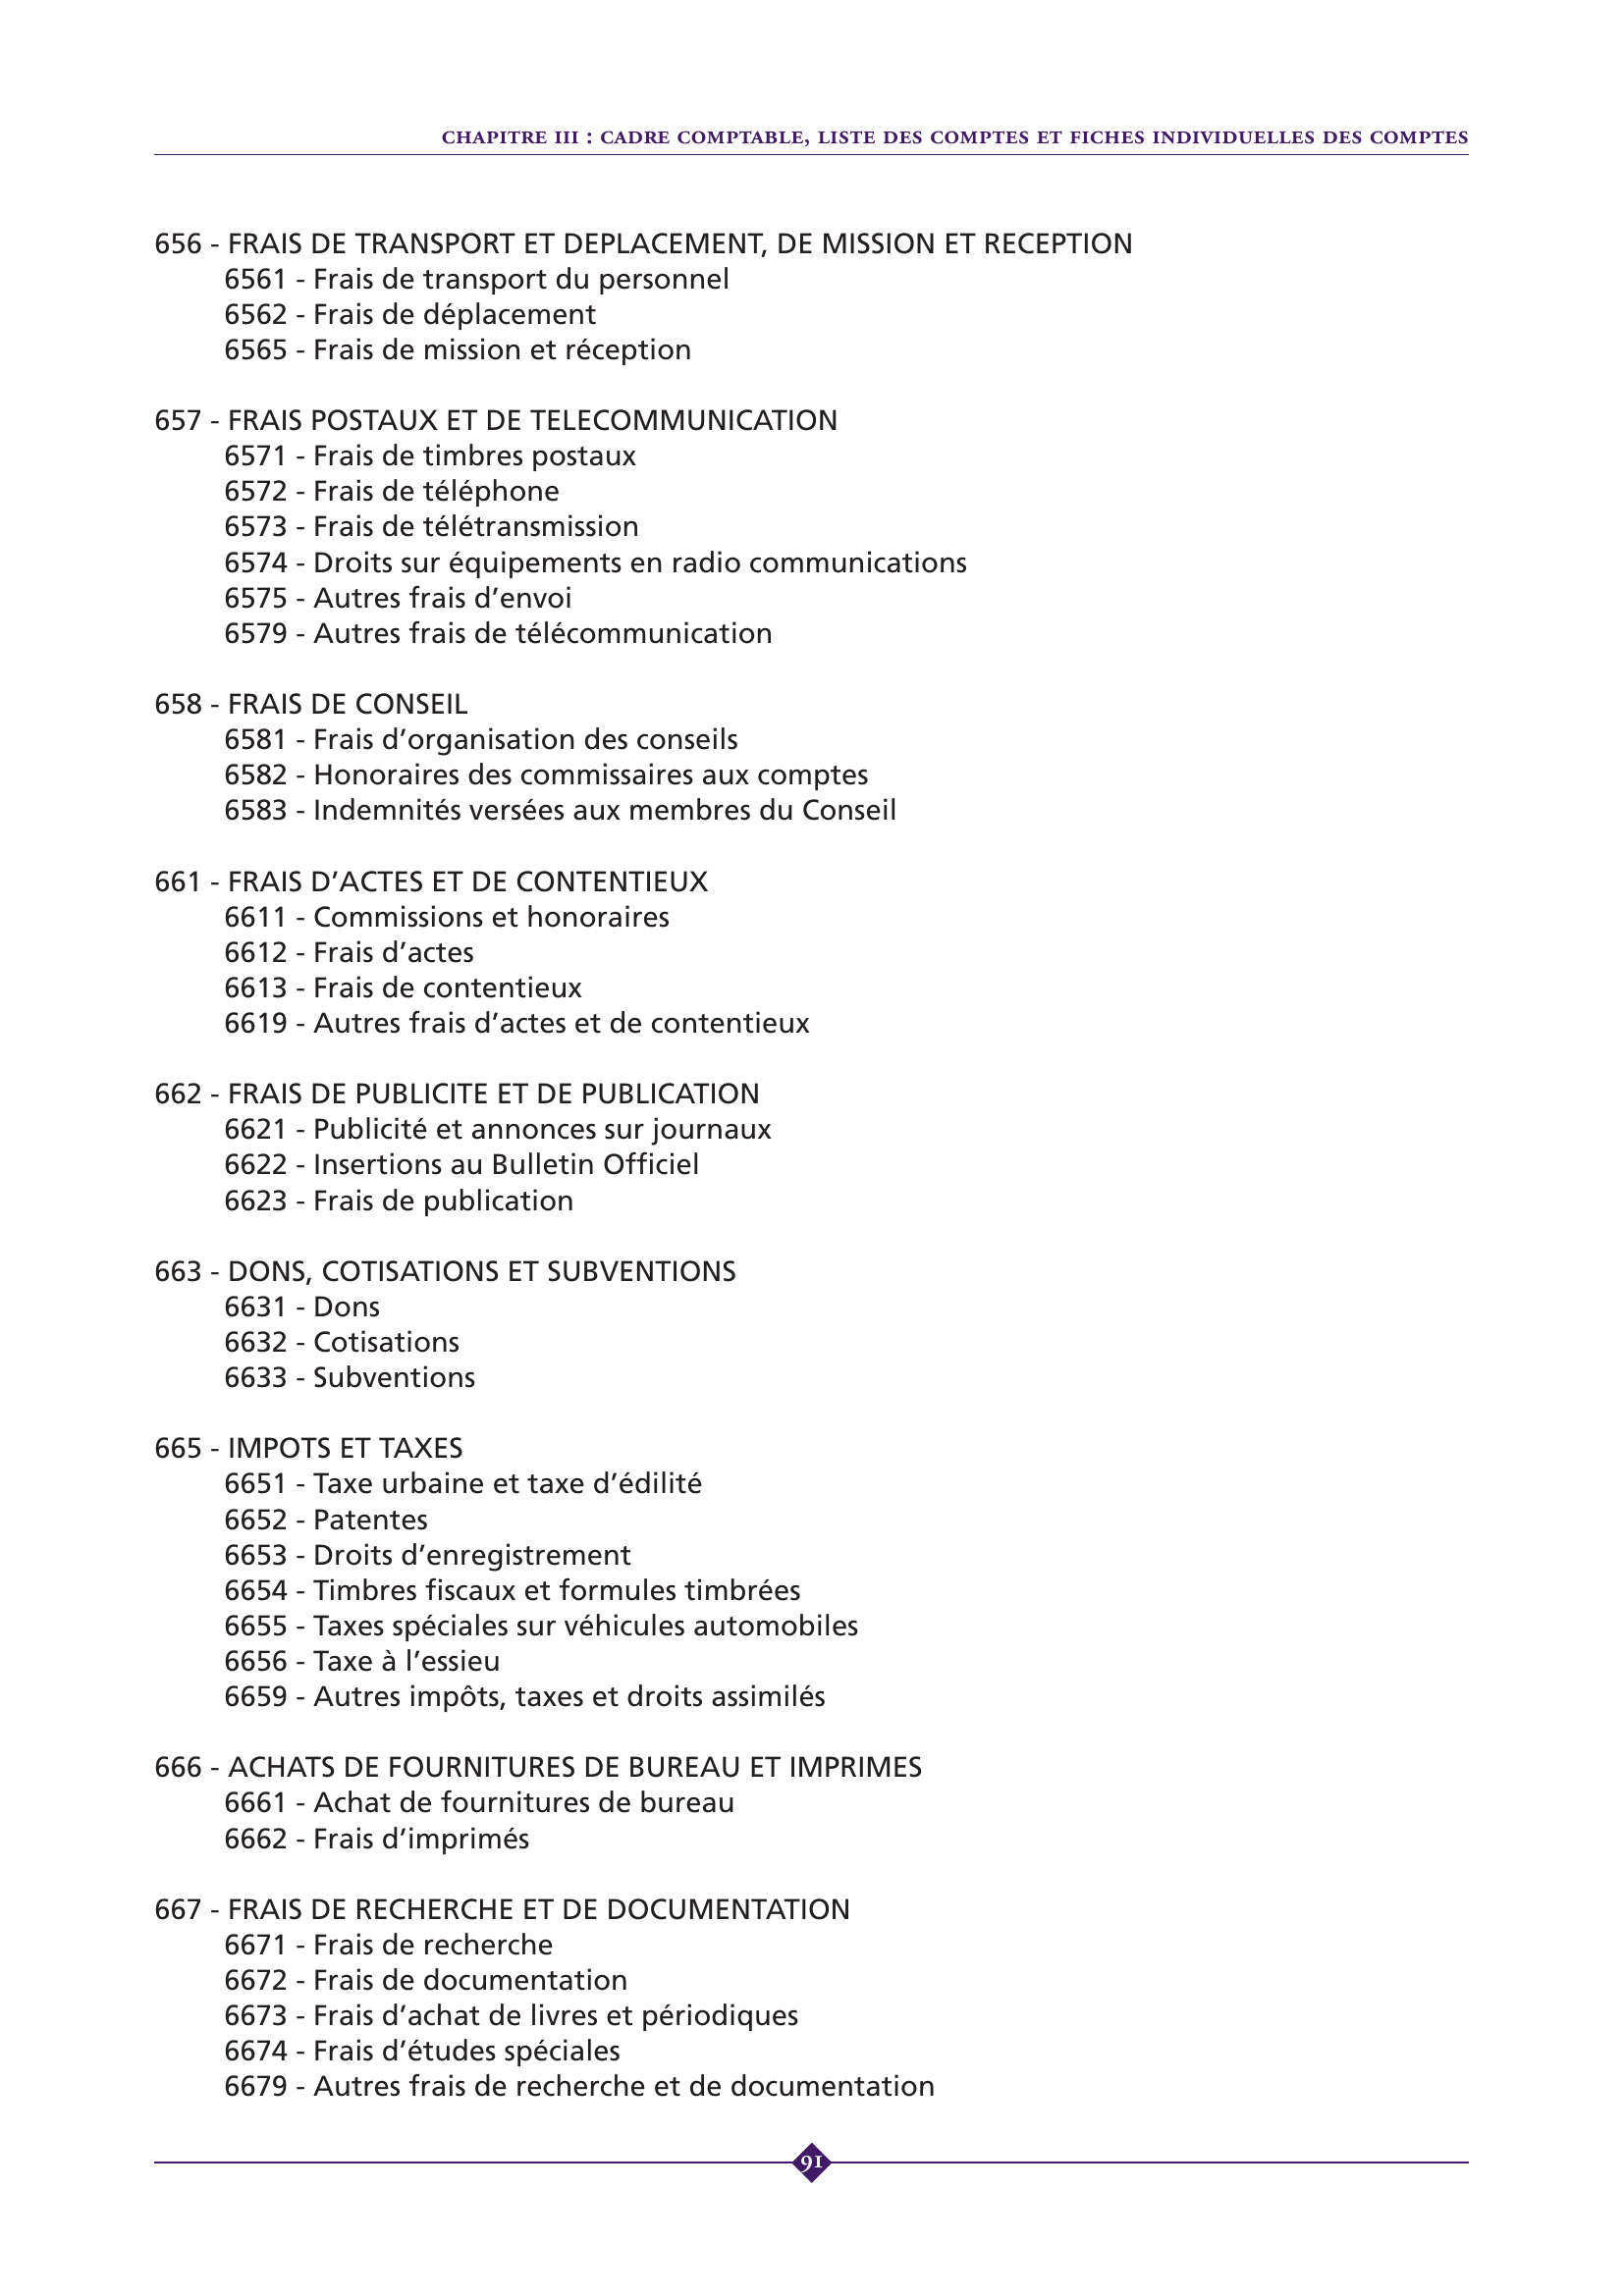 CHAPITRE III : CADRE COMPTABLE, LISTE DES COMPTES ET FICHES INDIVIDUELLES DES COMPTES
656 - FRAIS DE TRANSPORT ET DEPLACEMENT, DE MISSION ET RECEPTION
6561 - Frais de transport du personnel
6562 - Frais de déplacement
6565 - Frais de mission et réception
657 - FRAIS POSTAUX ET DE TELECOMMUNICATION
6571 - Frais de timbres postaux
6572 - Frais de téléphone
6573 - Frais de télétransmission
6574 - Droits sur équipements en radio communications
6575 - Autres frais d’envoi
6579 - Autres frais de télécommunication
658 - FRAIS DE CONSEIL
6581 - Frais d’organisation des conseils
6582 - Honoraires des commissaires aux comptes
6583 - Indemnités versées aux membres du Conseil
661 - FRAIS D’ACTES ET DE CONTENTIEUX
6611 - Commissions et honoraires
6612 - Frais d’actes
6613 - Frais de contentieux
6619 - Autres frais d’actes et de contentieux
662 - FRAIS DE PUBLICITE ET DE PUBLICATION
6621 - Publicité et annonces sur journaux
6622 - Insertions au Bulletin Officiel
6623 - Frais de publication
663 - DONS, COTISATIONS ET SUBVENTIONS
6631 - Dons
6632 - Cotisations
6633 - Subventions
665 - IMPOTS ET TAXES
6651 - Taxe urbaine et taxe d’édilité
6652 - Patentes
6653 - Droits d’enregistrement
6654 - Timbres fiscaux et formules timbrées
6655 - Taxes spéciales sur véhicules automobiles
6656 - Taxe à l’essieu
6659 - Autres impôts, taxes et droits assimilés
666 - ACHATS DE FOURNITURES DE BUREAU ET IMPRIMES
6661 - Achat de fournitures de bureau
6662 - Frais d’imprimés
667 - FRAIS DE RECHERCHE ET DE DOCUMENTATION
6671 - Frais de recherche
6672 - Frais de documentation
6673 - Frais d’achat de livres et périodiques
6674 - Frais d’études spéciales
6679 - Autres frais de recherche et de documentation
91